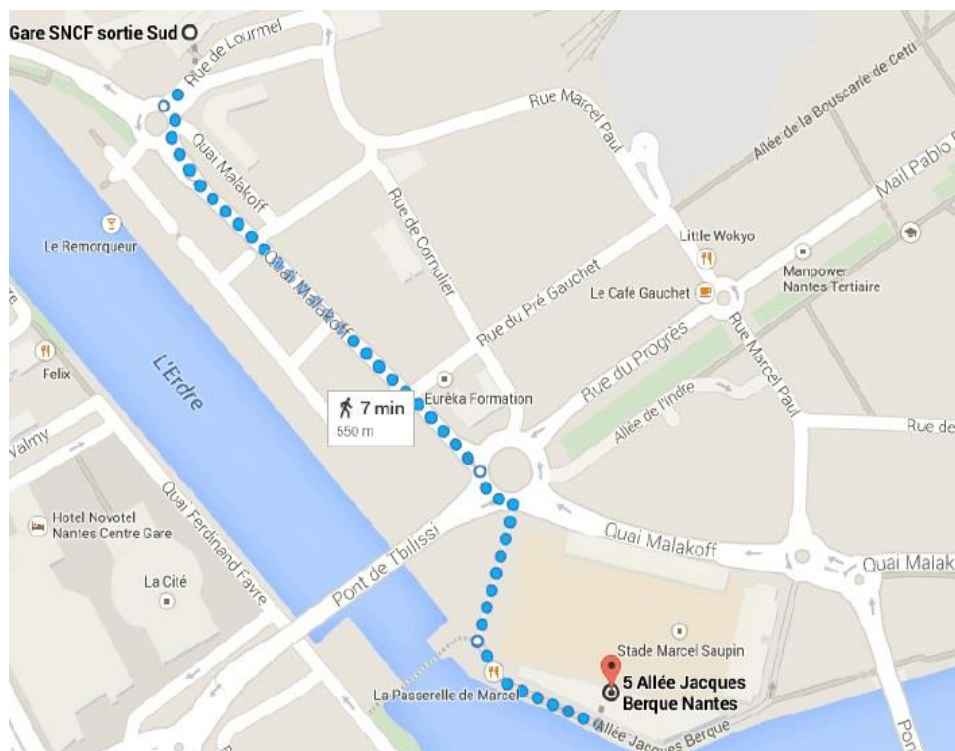 Gare SNCF sortie Sud
Rue de Lourmel
Quai Malakoff
Le Remorqueur
Rue Marcel Paul
Allée de la Bouscarie de Cetti
Mail Pablo
Little Wokyo
Manpower
Nantes Tertiaire
Le Café Gauchet
Rue de Cornulier
Quai Malakoff
Rue du Pré Gauchet
Rue du Progrès
Rue Marcel Paul
Felix
L'Erdre
7 min
550 m
Eurêka Formation
Allée de l'Indre
Rue de
Valmy
Quai Ferdinand Favre
Hotel Novotel
Nantes Centre Gare
La Cité
Pont de Tbilissi
Quai Malakoff
Quai Malak
Stade Marcel Saupin
5 Allée Jacques
Berque Nantes
La Passerelle de Marcel
Allée Jacques Berque
Pon